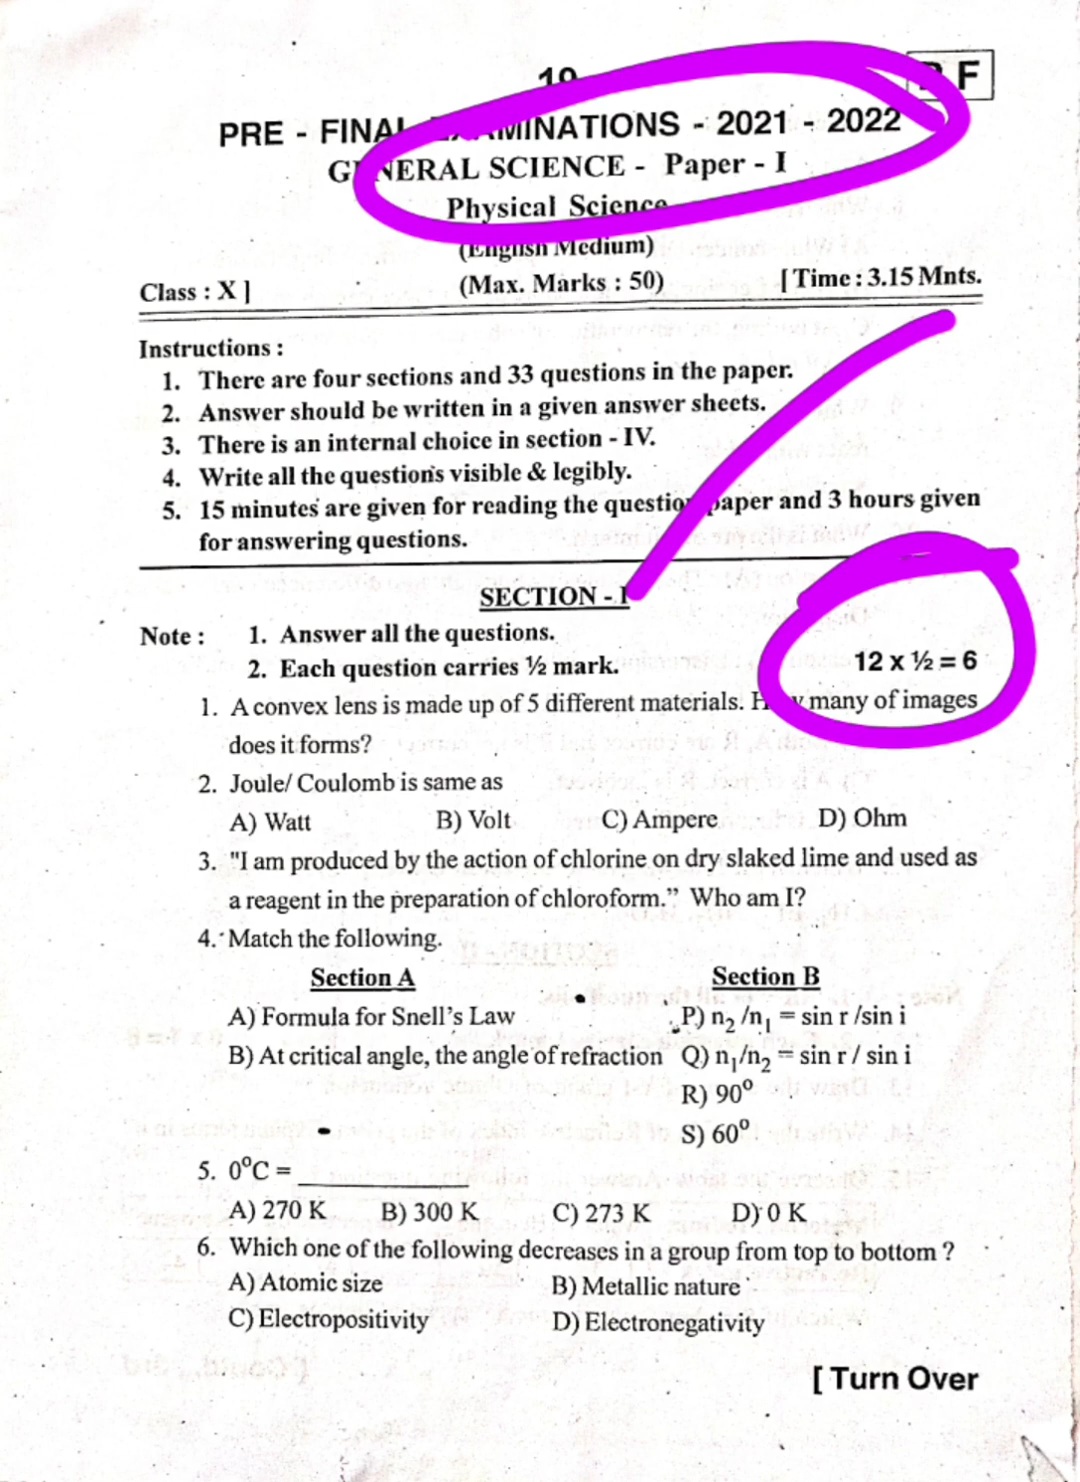 PRE - FINAL EXAMINATIONS - 2021 - 2022
GENERAL SCIENCE - Paper - I
Physical Science
(English Medium)
Class : X ]
(Max. Marks : 50)
[ Time : 3.15 Mnts.
Instructions :
1. There are four sections and 33 questions in the paper.
2. Answer should be written in a given answer sheets.
3. There is an internal choice in section - IV.
4. Write all the questions visible & legibly.
5. 15 minutes are given for reading the question paper and 3 hours given
for answering questions.
SECTION - I
Note : 1. Answer all the questions.
2. Each question carries ½ mark. 12 x ½ = 6
1. A convex lens is made up of 5 different materials. How many of images
does it forms?
2. Joule/ Coulomb is same as
A) Watt B) Volt C) Ampere D) Ohm
3. "I am produced by the action of chlorine on dry slaked lime and used as
a reagent in the preparation of chloroform.” Who am I?
4. Match the following.
Section A Section B
A) Formula for Snell's Law P) n₂ /n₁ = sin r /sin i
B) At critical angle, the angle of refraction Q) n₁/n₂ = sin r / sin i
R) 90⁰
S) 60⁰
5. 0⁰C = ____________
A) 270 K B) 300 K C) 273 K D) 0 K
6. Which one of the following decreases in a group from top to bottom ?
A) Atomic size B) Metallic nature
C) Electropositivity D) Electronegativity
[ Turn Over